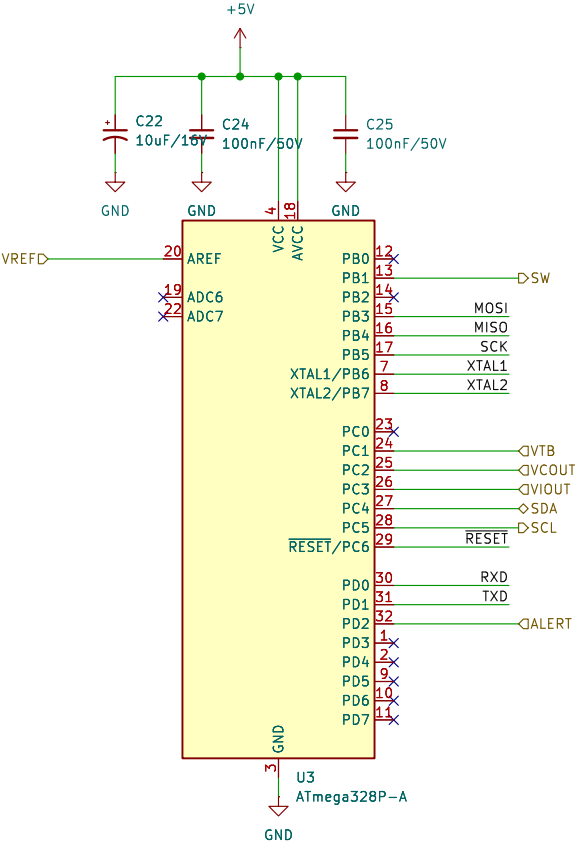 +5V
C22
10uF/16V
C24
100nF/50V
C25
100nF/50V
GND
GND
GND
4
18
VCC
AVCC
VREF
20
AREF
19
ADC6
22
ADC7
PB0
12
PB1
13
SW
PB2
14
PB3
15
MOSI
PB4
16
MISO
PB5
17
SCK
XTAL1/PB6
7
XTAL1
XTAL2/PB7
8
XTAL2
PC0
23
PC1
24
VTB
PC2
25
VCOUT
PC3
26
VIOUT
PC4
27
SDA
PC5
28
SCL
RESET/PC6
29
RESET
PD0
30
RXD
PD1
31
TXD
PD2
32
ALERT
PD3
1
PD4
2
PD5
9
PD6
10
PD7
11
GND
3
U3
ATmega328P-A
GND